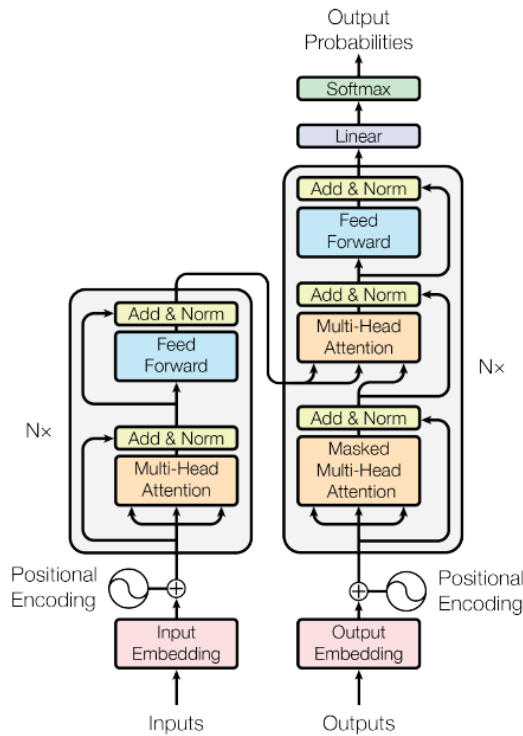 Output
Probabilities
Softmax
Linear
Add & Norm
Feed
Forward
Add & Norm
Multi-Head
Attention
Add & Norm
Masked
Multi-Head
Attention
N×
Positional
Encoding
Output
Embedding
Outputs
Add & Norm
Feed
Forward
Add & Norm
Multi-Head
Attention
N×
Positional
Encoding
Input
Embedding
Inputs